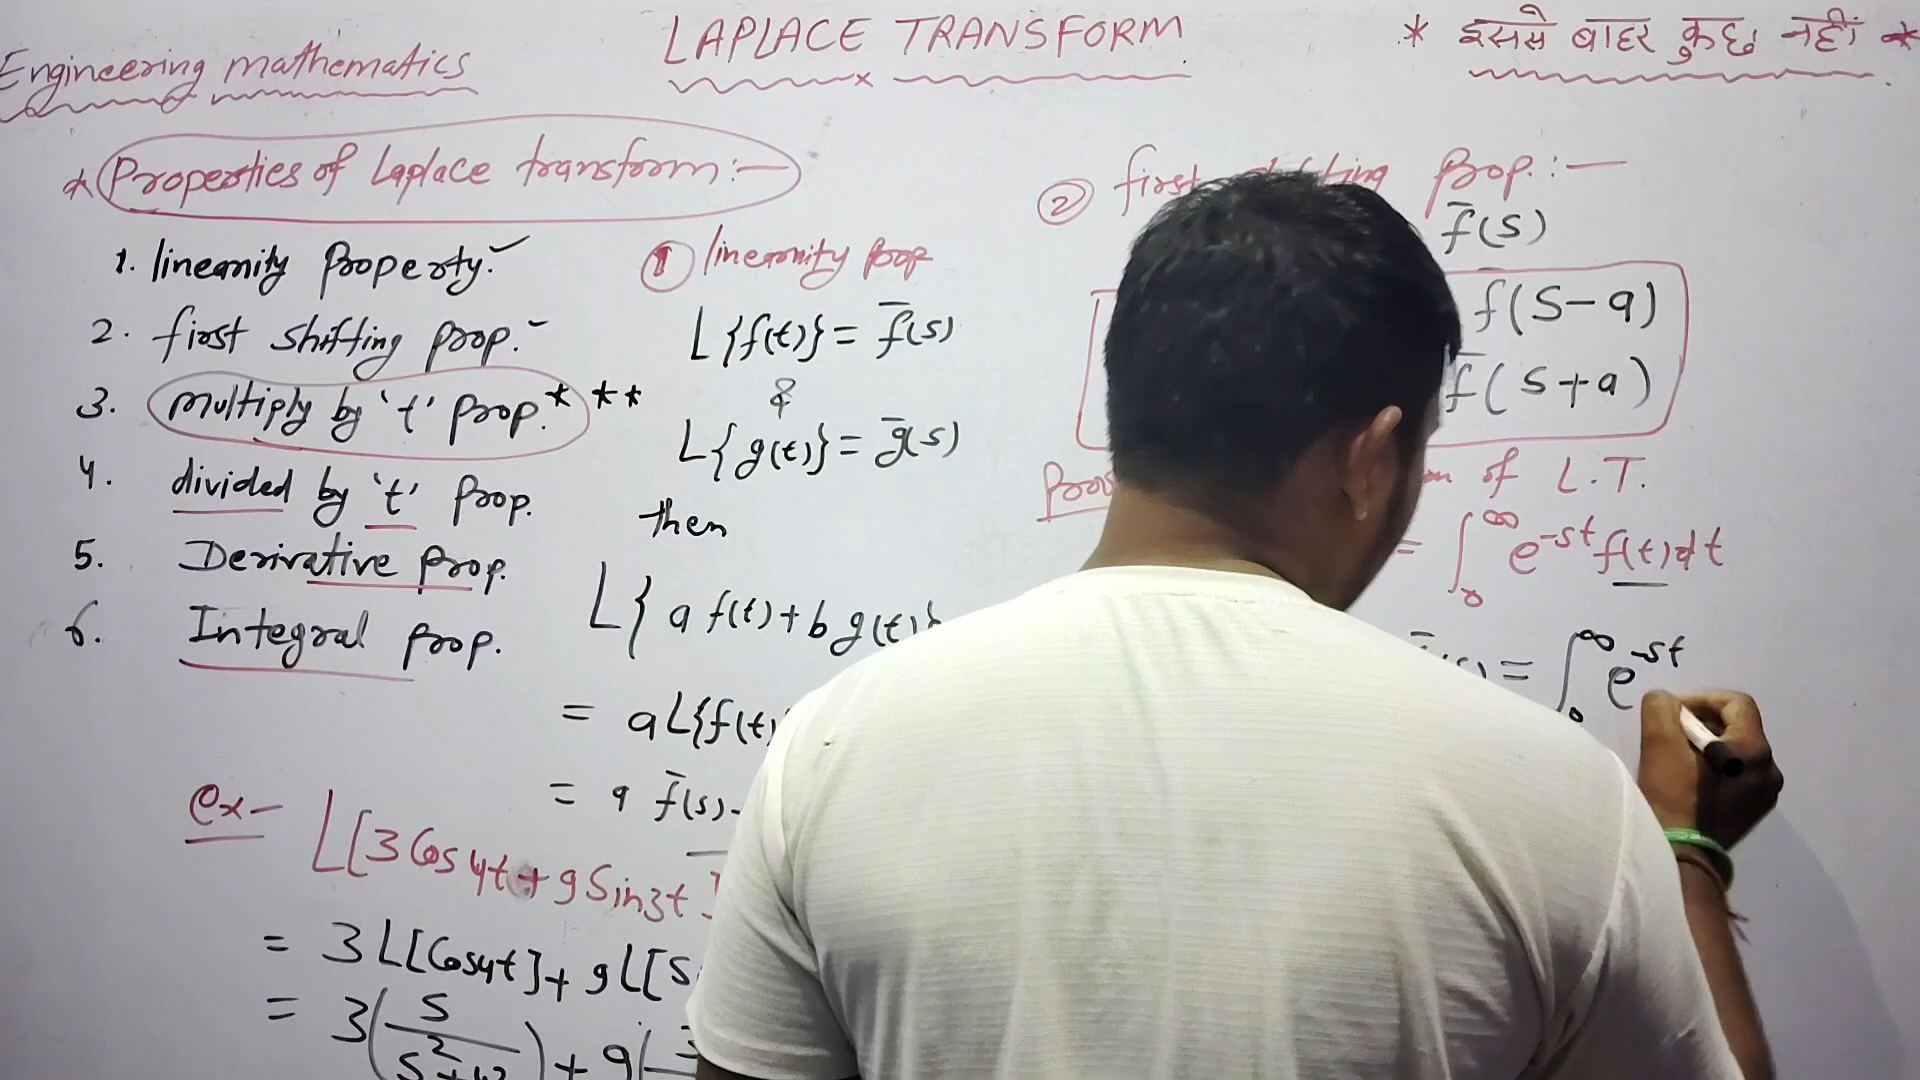 Engineering mathematics
LAPLACE TRANSFORM
* इससे बाहर कुछ नहीं *
* Properties of Laplace transform:-
1. linearity Property.
2. first shifting prop.
3. multiply by 't' prop. * * *
4. divided by 't' prop.
5. Derivative prop.
6. Integral prop.
① linearity prop
L{f(t)} = f̄(s)
&
L{g(t)} = ḡ(s)
then
L{ a f(t) + b g(t)}
= a L{f(t)
= a f̄(s)
ex- L[3 Cos 4t + 9 Sin 3t ]
= 3 L[Cos4t] + 9 L[S
= 3(s/s²+4²) + 9(3
② first shifting prop.:-
f̄(s)
f̄(s-a)
f̄(s+a)
of L.T.
= ∫₀^∞ e^-st f(t)dt
= ∫₀^∞ e^-st